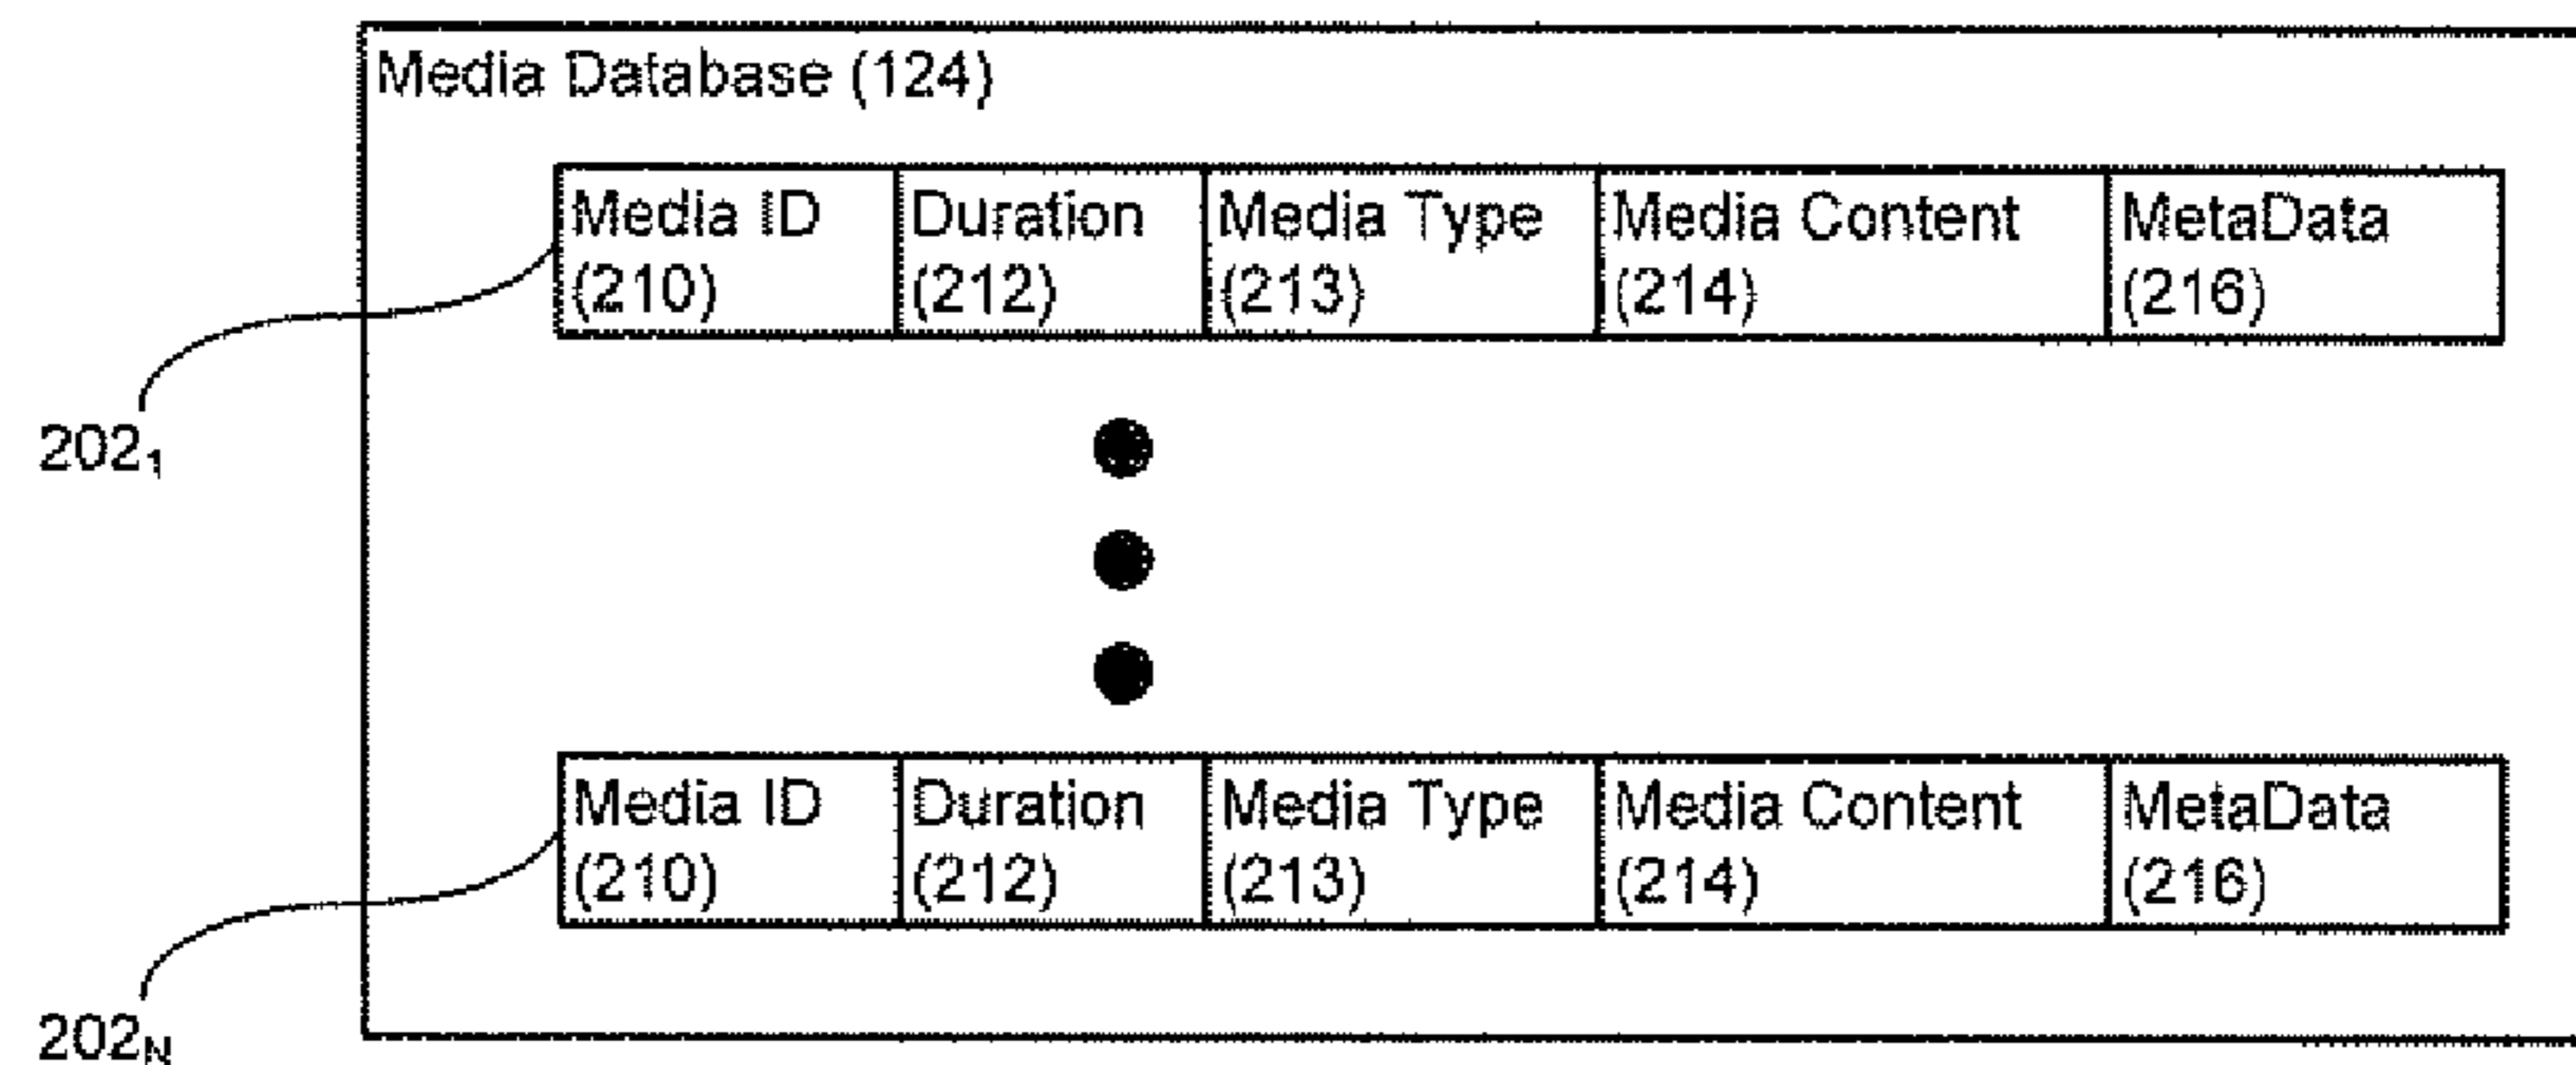 Media Database (124)
Media ID Duration Media Type Media Content MetaData
(210) (212) (213) (214) (216)
202₁
Media ID Duration Media Type Media Content MetaData
(210) (212) (213) (214) (216)
202N